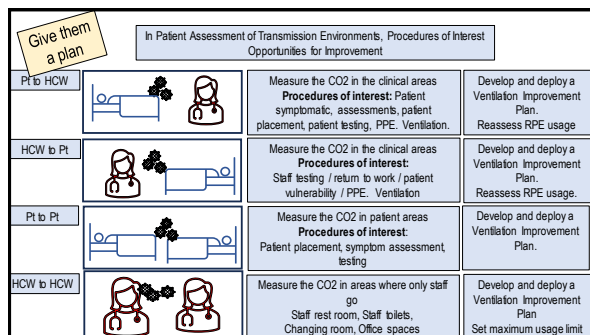 Give them
a plan
In Patient Assessment of Transmission Environments, Procedures of Interest
Opportunities for Improvement
Pt to HCW
Measure the CO2 in the clinical areas
Procedures of interest: Patient
symptomatic, assessments, patient
placement, patient testing, PPE. Ventilation.
Develop and deploy a
Ventilation Improvement
Plan.
Reassess RPE usage
HCW to Pt
Measure the CO2 in the clinical areas
Procedures of interest:
Staff testing / return to work / patient
vulnerability / PPE. Ventilation
Develop and deploy a
Ventilation Improvement
Plan.
Reassess RPE usage.
Pt to Pt
Measure the CO2 in patient areas
Procedures of interest:
Patient placement, symptom assessment,
testing
Develop and deploy a
Ventilation Improvement
Plan.
HCW to HCW
Measure the CO2 in areas where only staff
go
Staff rest room, Staff toilets,
Changing room, Office spaces
Develop and deploy a
Ventilation Improvement
Plan
Set maximum usage limit